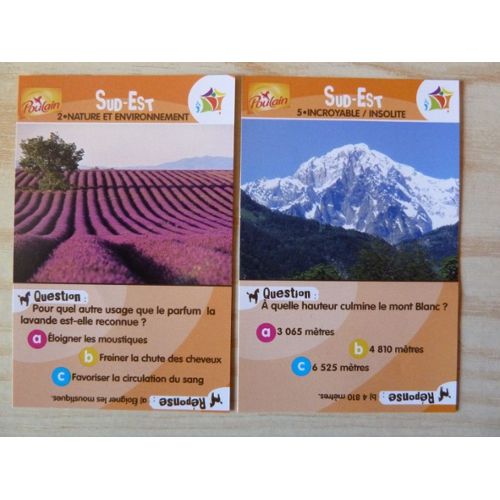 Poulain
SUD-EST
2•NATURE ET ENVIRONNEMENT
Question :
Pour quel autre usage que le parfum la
lavande est-elle reconnue ?
a Éloigner les moustiques
b Freiner la chute des cheveux
c Favoriser la circulation du sang
Réponse :
a) Éloigner les moustiques.
Poulain
SUD-EST
5•INCROYABLE / INSOLITE
Question :
À quelle hauteur culmine le mont Blanc ?
a 3 065 mètres
b 4 810 mètres
c 6 525 mètres
Réponse :
b) 4 810 mètres.